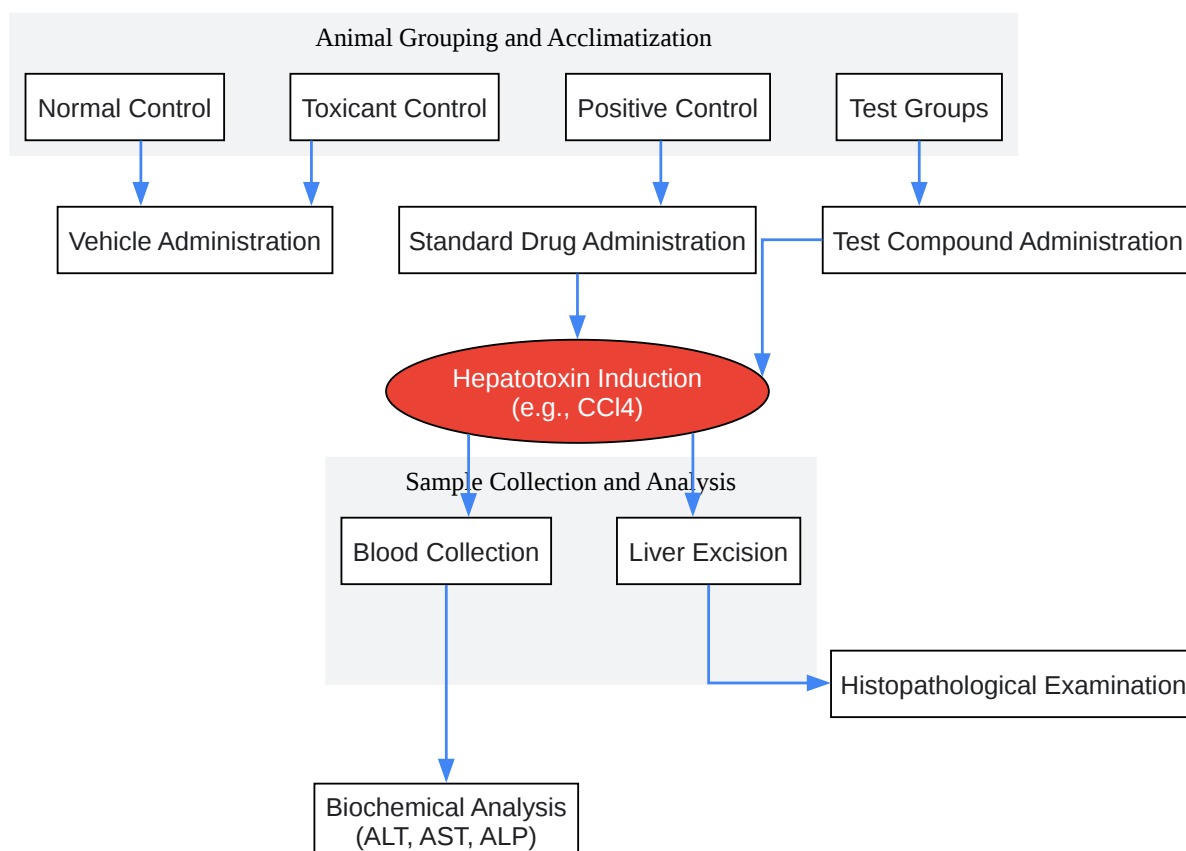 Animal Grouping and Acclimatization
Normal Control
Toxicant Control
Positive Control
Test Groups
Vehicle Administration
Standard Drug Administration
Test Compound Administration
Hepatotoxin Induction
(e.g., CCl4)
Sample Collection and Analysis
Blood Collection
Liver Excision
Histopathological Examination
Biochemical Analysis
(ALT, AST, ALP)